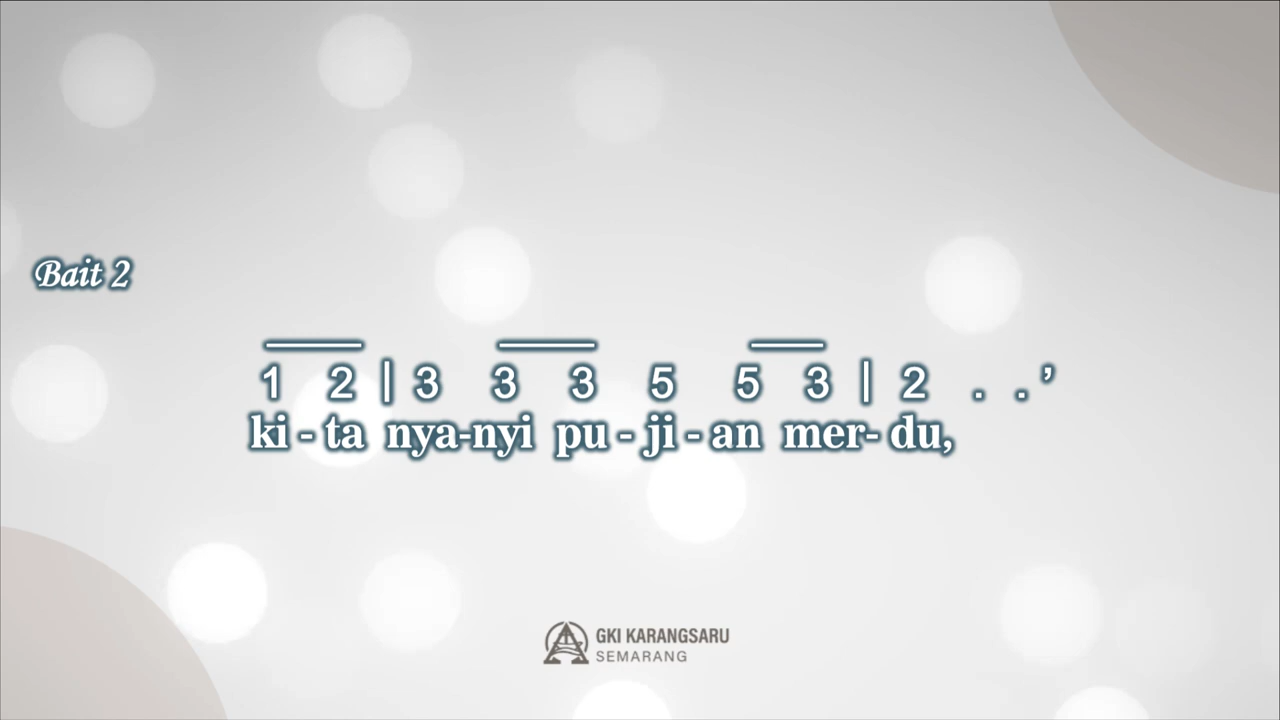 Bait 2
1 2 | 3 3 3 5 5 3 | 2 . . ’
ki - ta nya-nyi pu - ji - an mer- du,
GKI KARANGSARU
SEMARANG